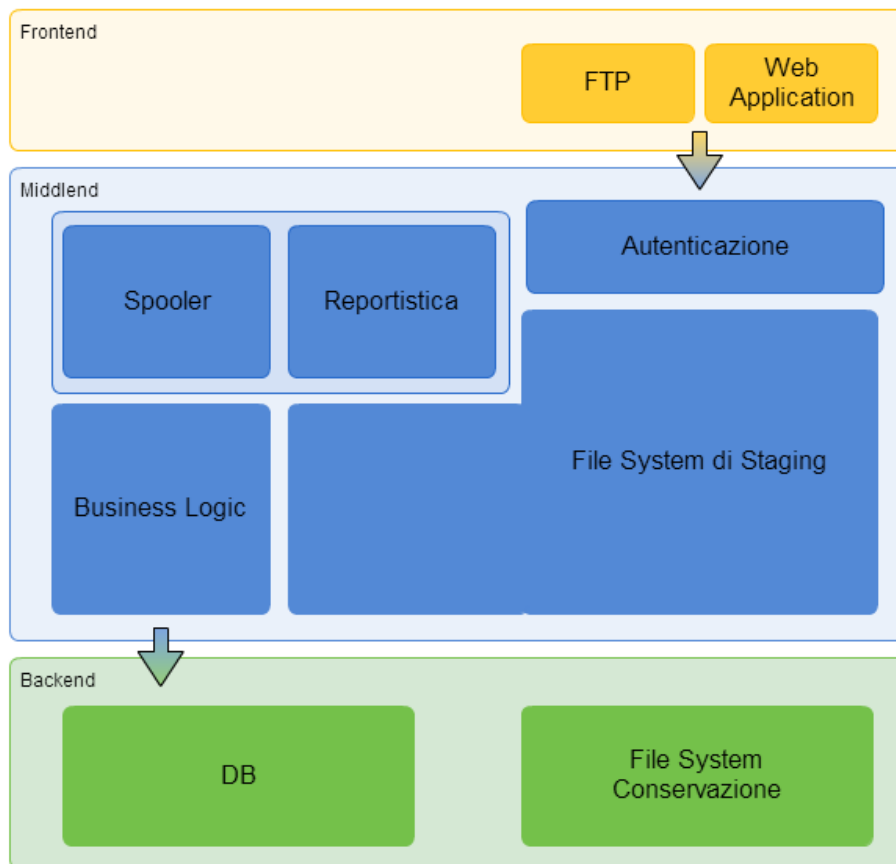 Frontend
FTP
Web
Application
Middlend
Autenticazione
Spooler
Reportistica
File System di Staging
Business Logic
Backend
DB
File System
Conservazione